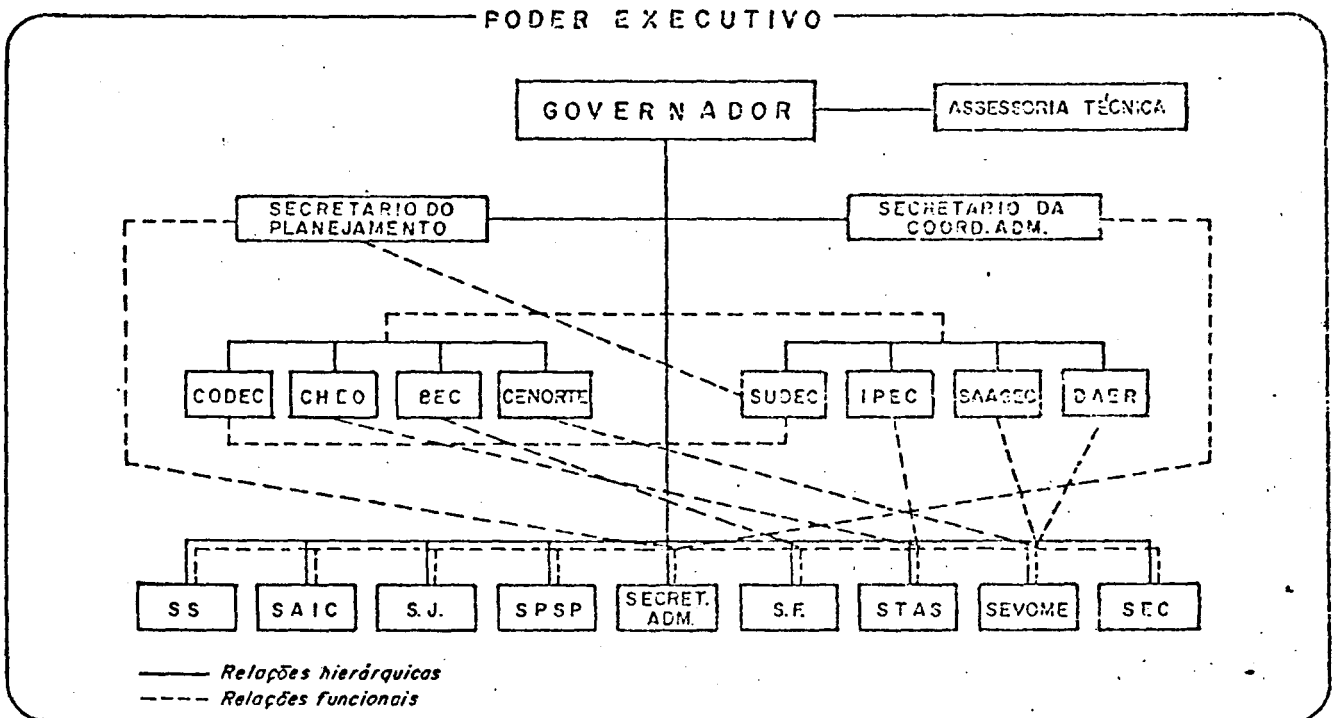 PODER EXECUTIVO
GOVERNADOR
ASSESSORIA TÉCNICA
SECRETARIO DO
PLANEJAMENTO
SECRETARIO DA
COORD. ADM.
CODEC
CHEO
BEC
CENORTE
SUDEC
IPEC
SAAGEC
DAER
SS
SAIC
S.J.
SPSP
SECRET.
ADM.
S.F.
STAS
SEVOME
SEC
Relações hierárquicas
Relações funcionais